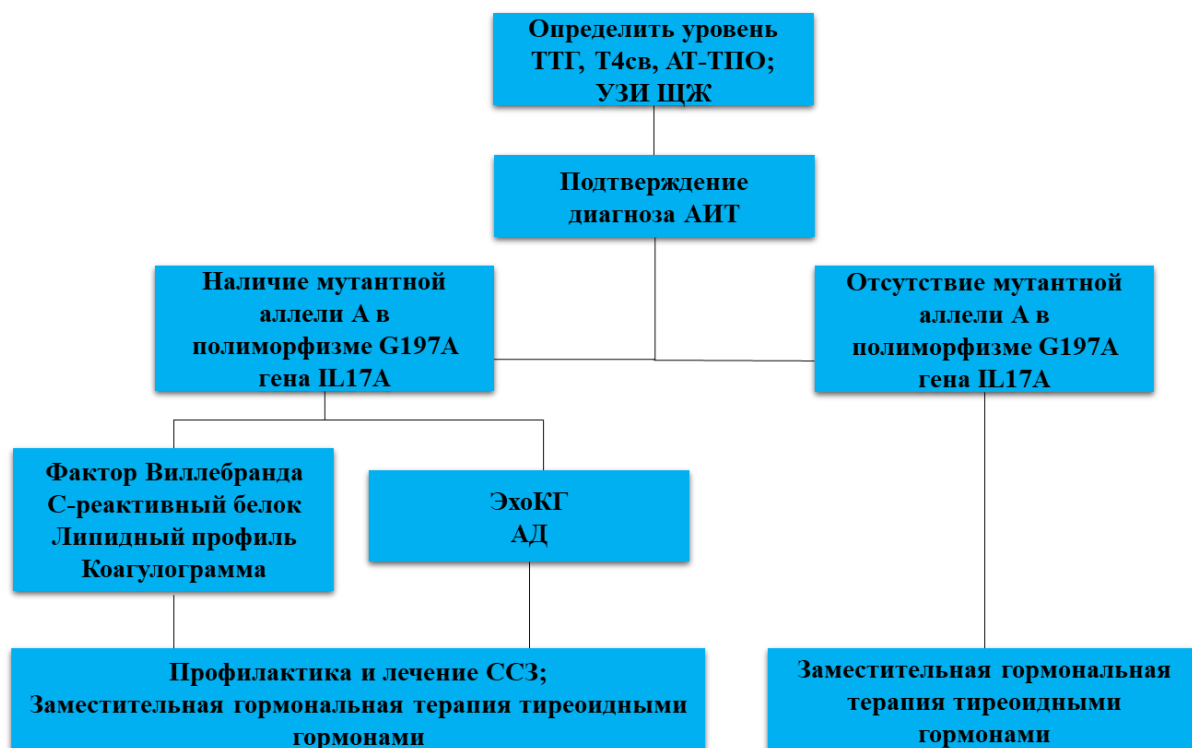 Определить уровень
ТТГ, Т4св, АТ-ТПО;
УЗИ ЩЖ
Подтверждение
диагноза АИТ
Наличие мутантной
аллели А в
полиморфизме G197A
гена IL17A
Отсутствие мутантной
аллели А в
полиморфизме G197A
гена IL17A
Фактор Виллебранда
С-реактивный белок
Липидный профиль
Коагулограмма
ЭхоКГ
АД
Профилактика и лечение ССЗ;
Заместительная гормональная терапия тиреоидными
гормонами
Заместительная гормональная
терапия тиреоидными
гормонами